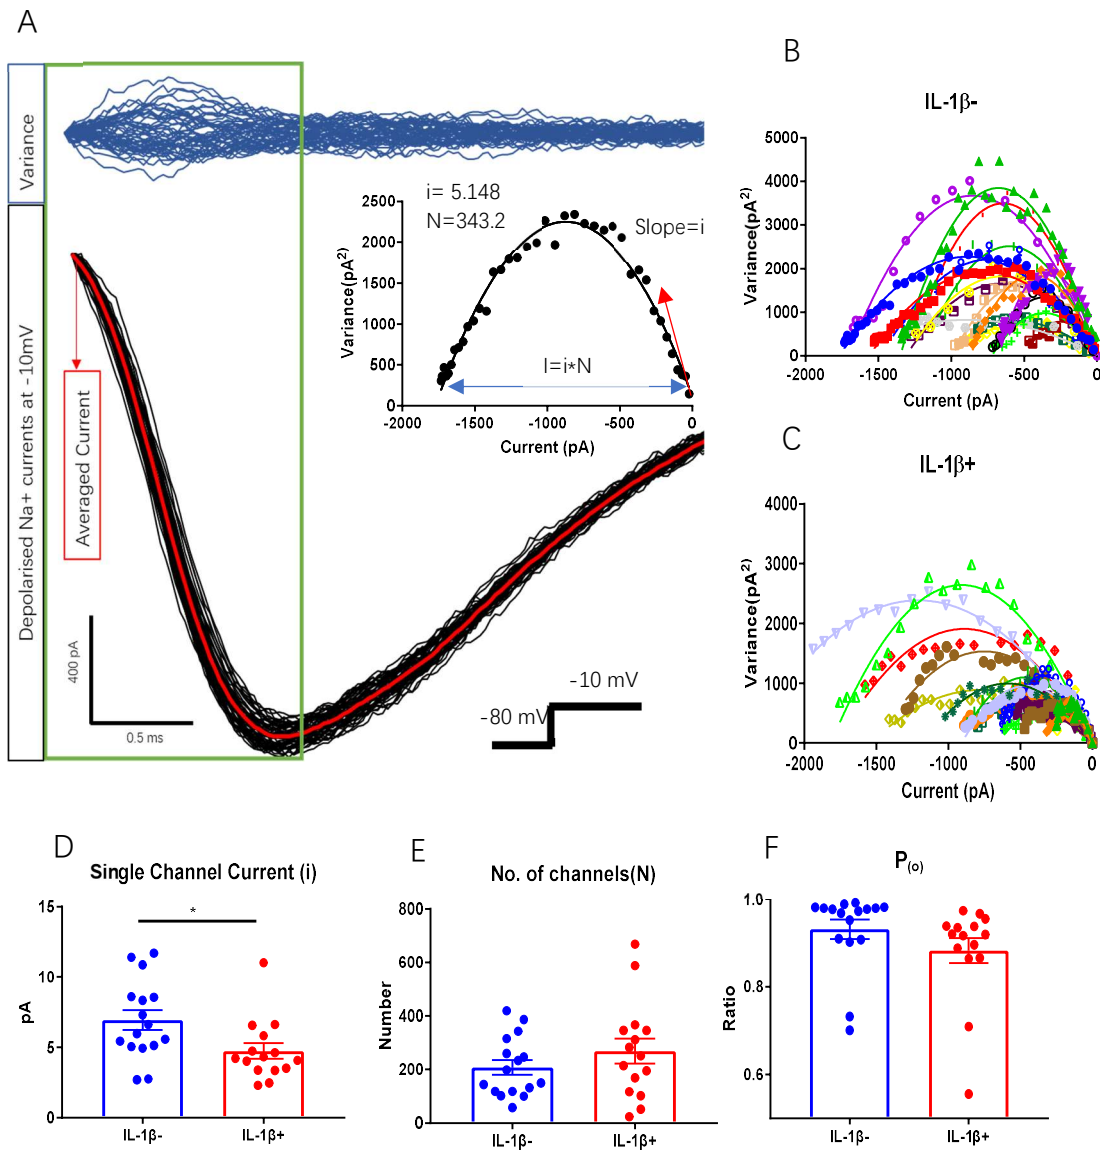 A
Variance
Depolarised Na+ currents at -10mV
Averaged Current
400 pA
0.5 ms
i= 5.148
N=343.2
Slope=i
I=i*N
Variance(pA²)
2500
2000
1500
1000
500
0
-2000 -1500 -1000 -500 0
Current (pA)
-10 mV
-80 mV
B
IL-1β-
Variance(pA²)
5000
4000
3000
2000
1000
0
-2000 -1500 -1000 -500 0
Current (pA)
C
IL-1β+
Variance(pA²)
4000
3000
2000
1000
0
-2000 -1500 -1000 -500 0
Current (pA)
D
Single Channel Current (i)
*
pA
15
10
5
0
IL-1β- IL-1β+
E
No. of channels(N)
Number
800
600
400
200
0
IL-1β- IL-1β+
F
P(o)
Ratio
1.0
0.8
0.6
IL-1β- IL-1β+